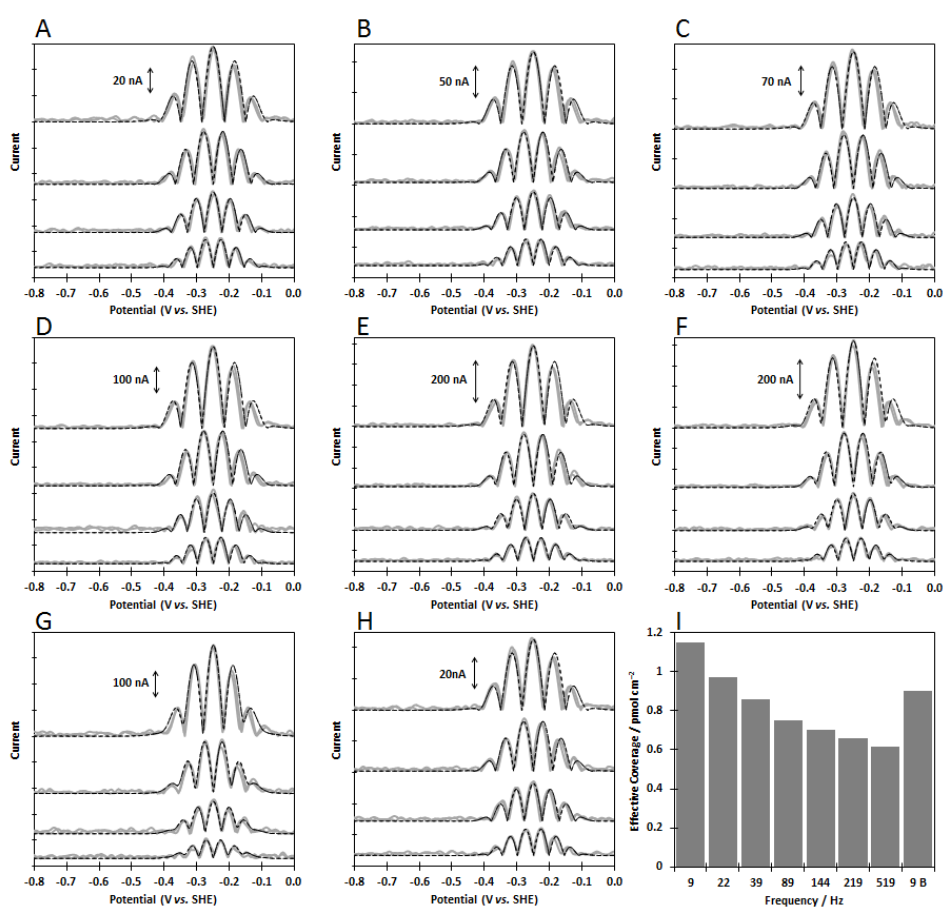 A
B
C
20 nA
50 nA
70 nA
Current
Current
Current
-0.8 -0.7 -0.6 -0.5 -0.4 -0.3 -0.2 -0.1 0.0
-0.8 -0.7 -0.6 -0.5 -0.4 -0.3 -0.2 -0.1 0.0
-0.8 -0.7 -0.6 -0.5 -0.4 -0.3 -0.2 -0.1 0.0
Potential (V vs. SHE)
Potential (V vs. SHE)
Potential (V vs. SHE)
D
E
F
100 nA
200 nA
200 nA
Current
Current
Current
-0.8 -0.7 -0.6 -0.5 -0.4 -0.3 -0.2 -0.1 0.0
-0.8 -0.7 -0.6 -0.5 -0.4 -0.3 -0.2 -0.1 0.0
-0.8 -0.7 -0.6 -0.5 -0.4 -0.3 -0.2 -0.1 0.0
Potential (V vs. SHE)
Potential (V vs. SHE)
Potential (V vs. SHE)
G
H
I
100 nA
20nA
Current
Current
Effective Coverage / pmol cm⁻²
1.2
1
0.8
0.6
0.4
0.2
0
-0.8 -0.7 -0.6 -0.5 -0.4 -0.3 -0.2 -0.1 0.0
-0.8 -0.7 -0.6 -0.5 -0.4 -0.3 -0.2 -0.1 0.0
9 22 39 89 144 219 519 9 B
Potential (V vs. SHE)
Potential (V vs. SHE)
Frequency / Hz